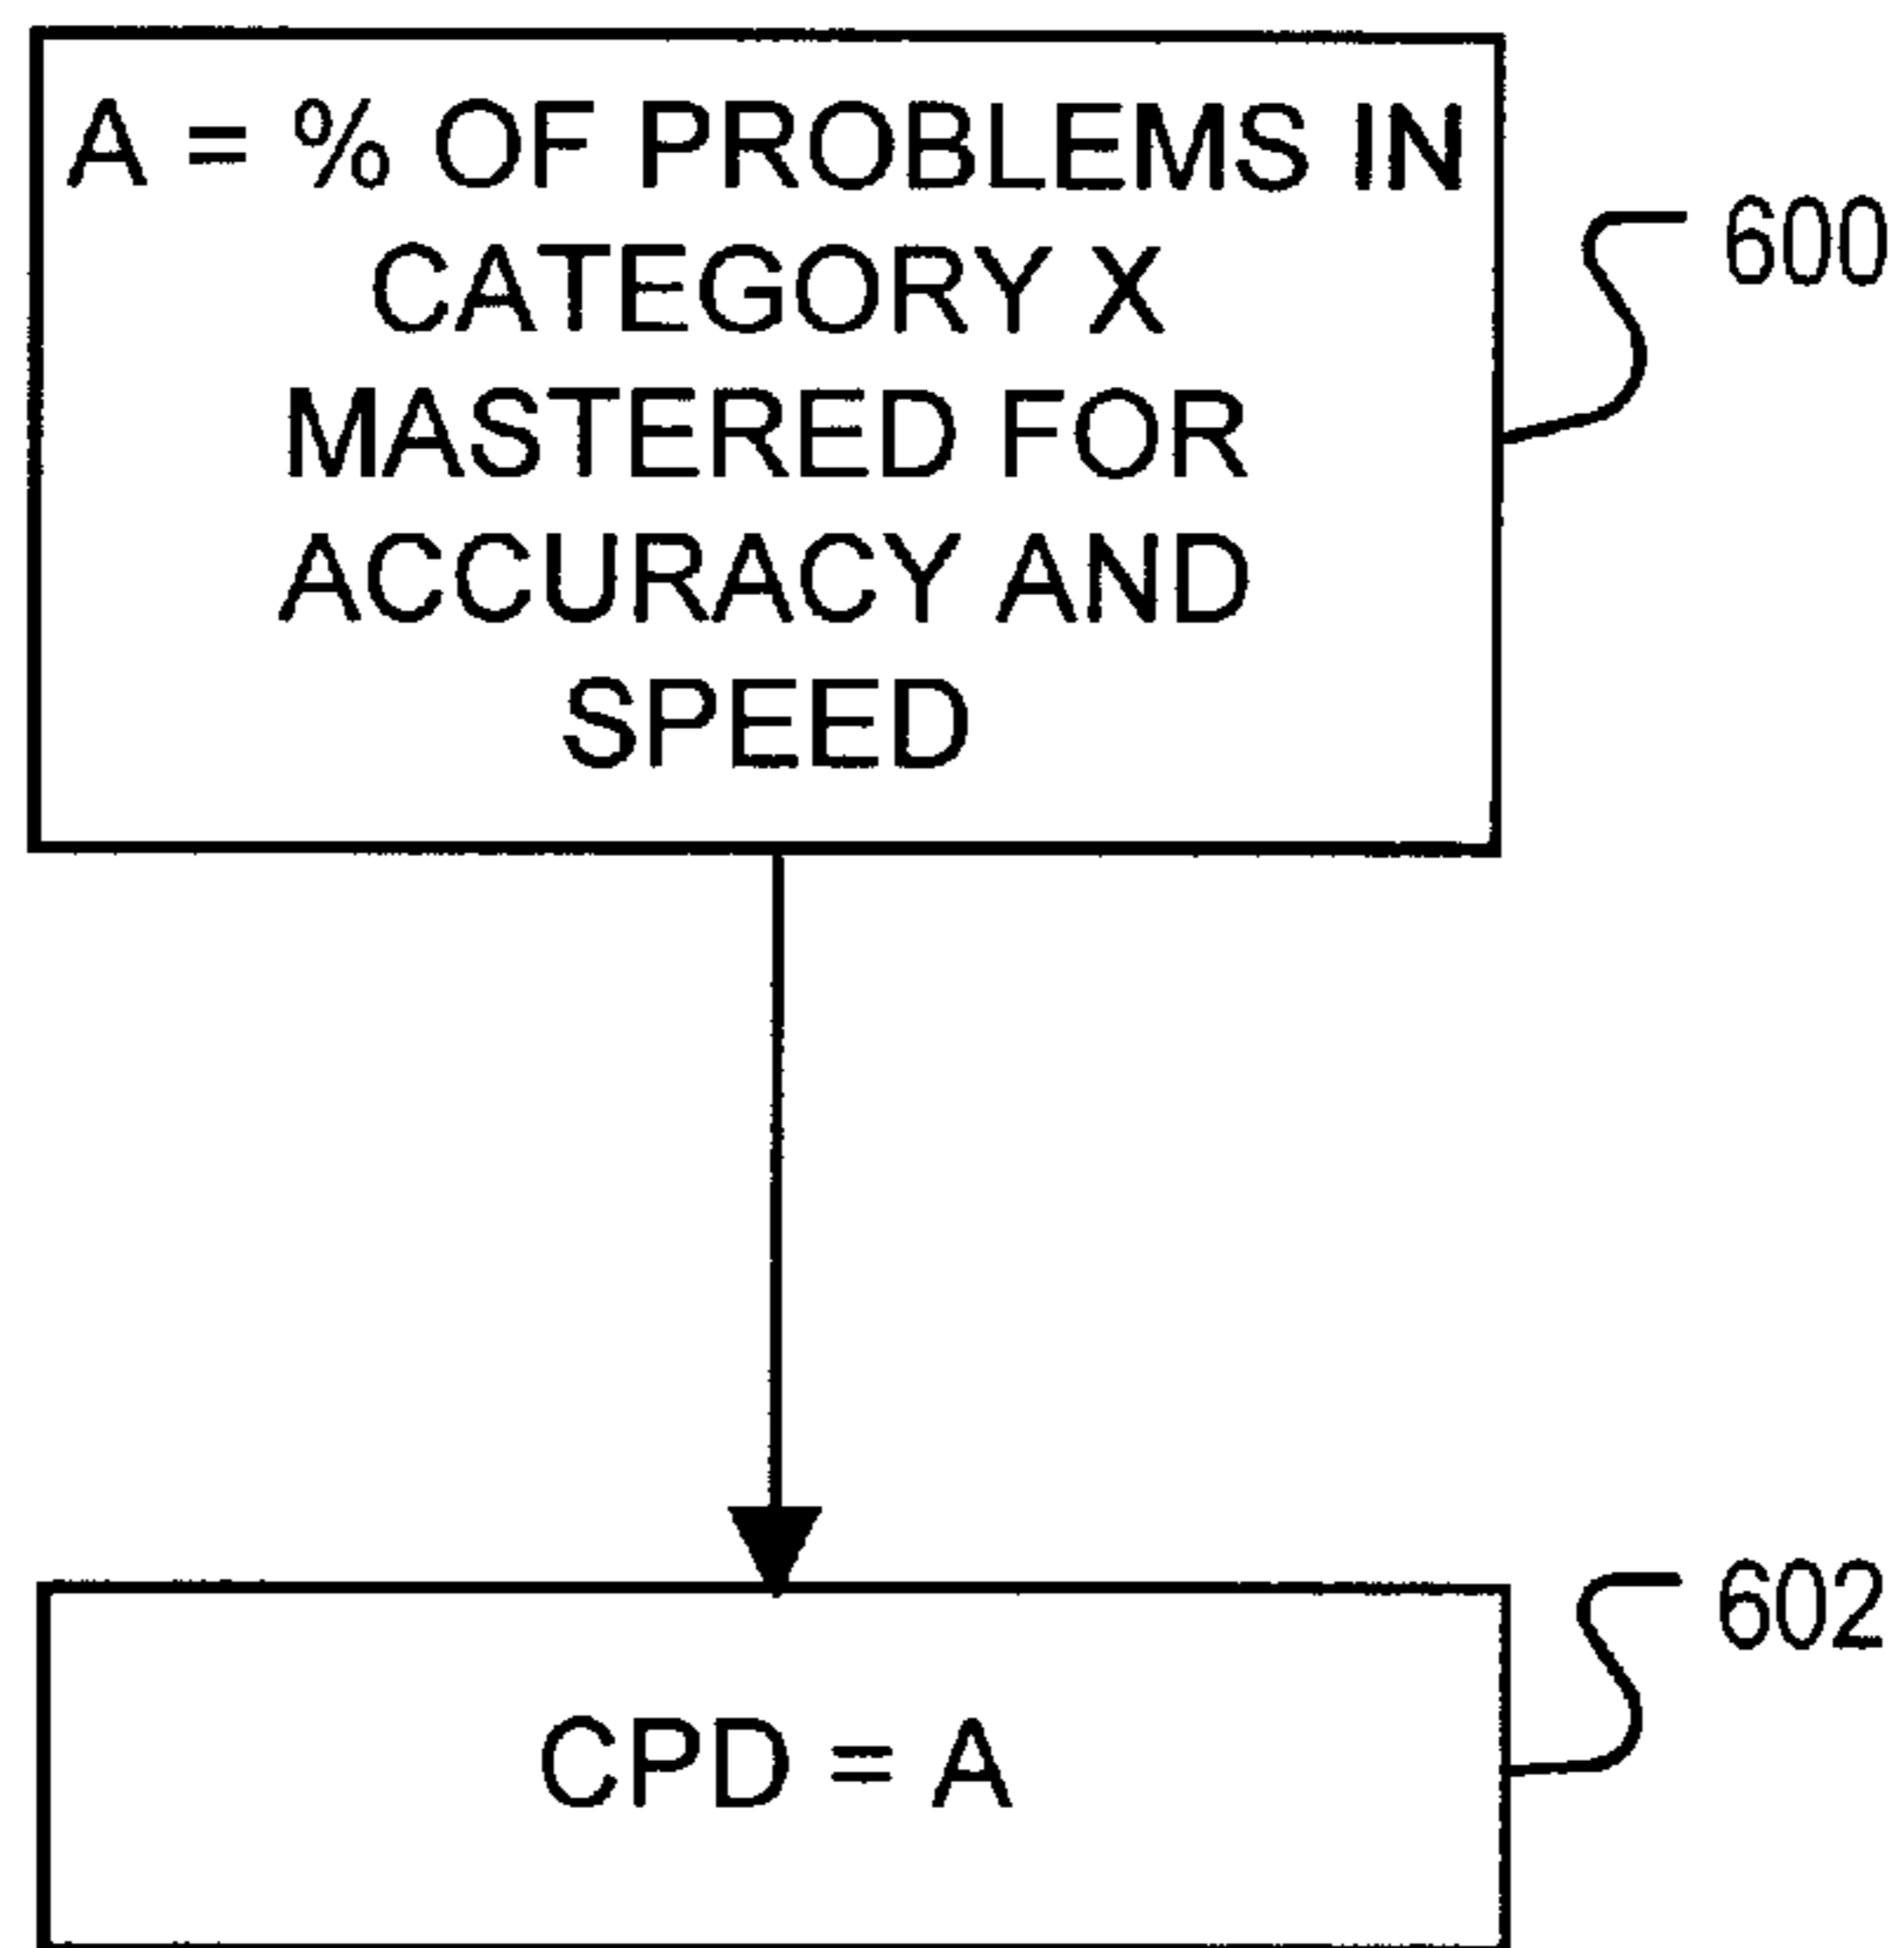 A = % OF PROBLEMS IN
CATEGORY X
MASTERED FOR
ACCURACY AND
SPEED
600
CPD = A
602